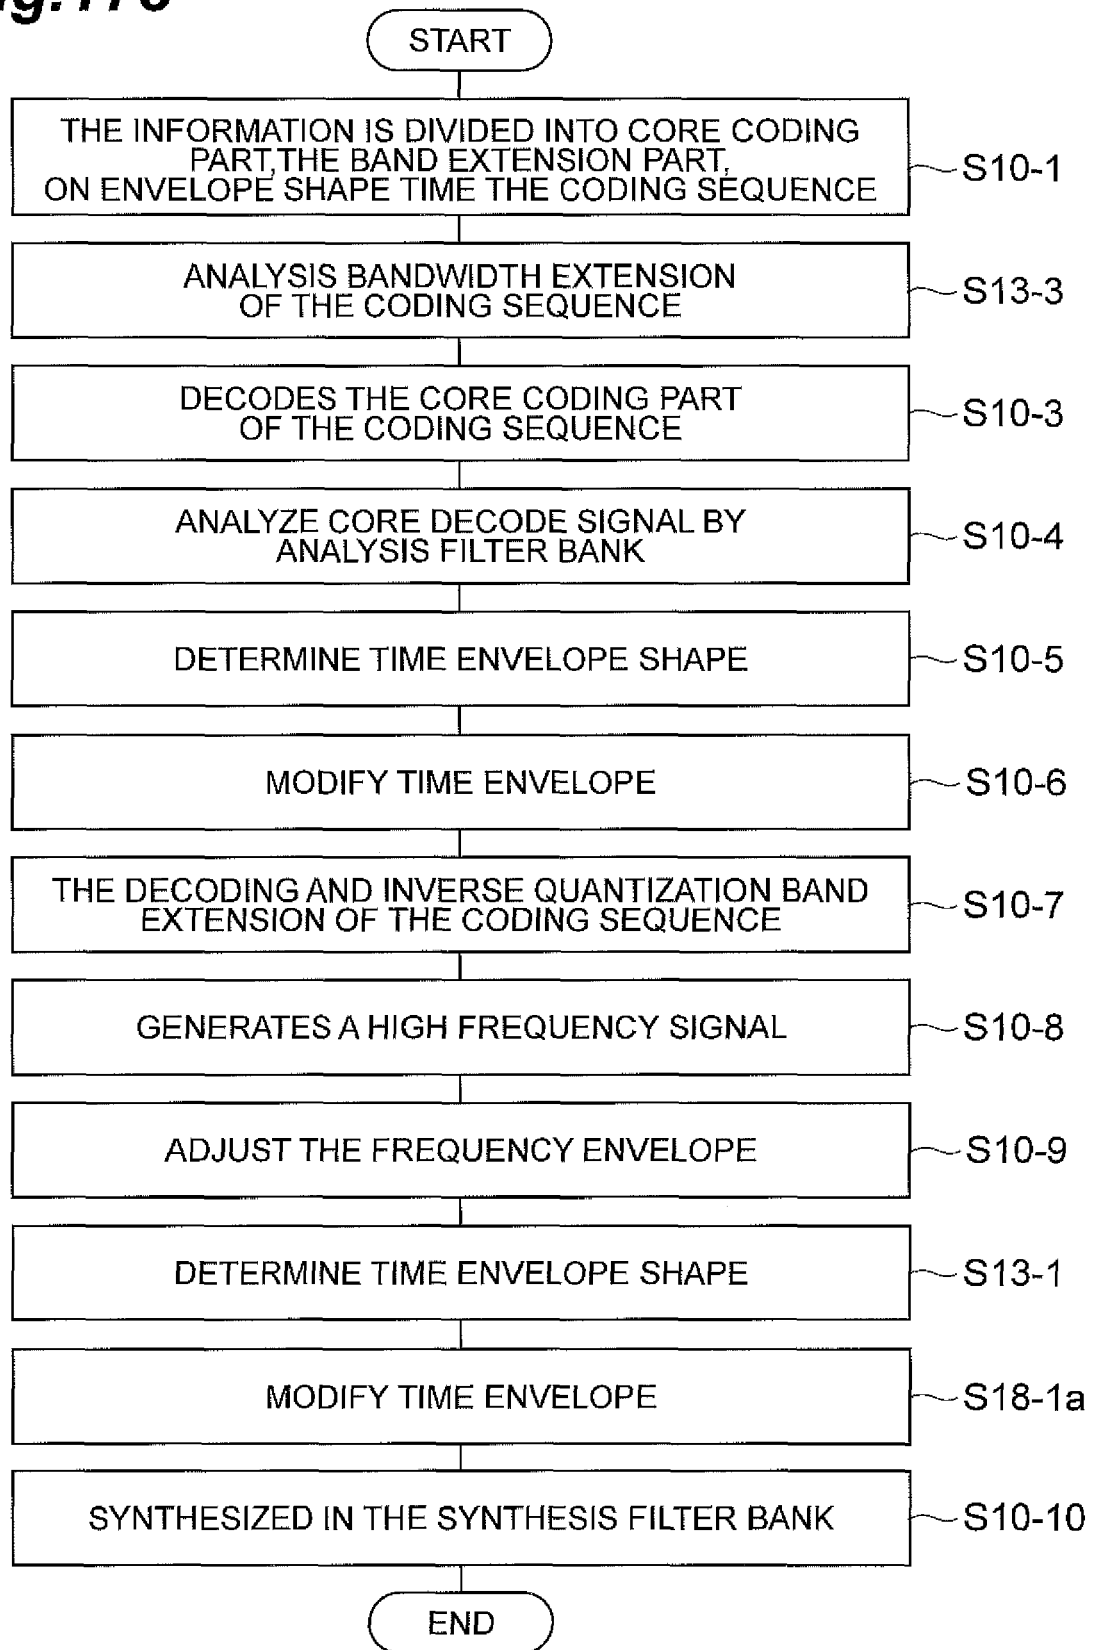 START
THE INFORMATION IS DIVIDED INTO CORE CODING
PART,THE BAND EXTENSION PART,
ON ENVELOPE SHAPE TIME THE CODING SEQUENCE
S10-1
ANALYSIS BANDWIDTH EXTENSION
OF THE CODING SEQUENCE
S13-3
DECODES THE CORE CODING PART
OF THE CODING SEQUENCE
S10-3
ANALYZE CORE DECODE SIGNAL BY
ANALYSIS FILTER BANK
S10-4
DETERMINE TIME ENVELOPE SHAPE
S10-5
MODIFY TIME ENVELOPE
S10-6
THE DECODING AND INVERSE QUANTIZATION BAND
EXTENSION OF THE CODING SEQUENCE
S10-7
GENERATES A HIGH FREQUENCY SIGNAL
S10-8
ADJUST THE FREQUENCY ENVELOPE
S10-9
DETERMINE TIME ENVELOPE SHAPE
S13-1
MODIFY TIME ENVELOPE
S18-1a
SYNTHESIZED IN THE SYNTHESIS FILTER BANK
S10-10
END